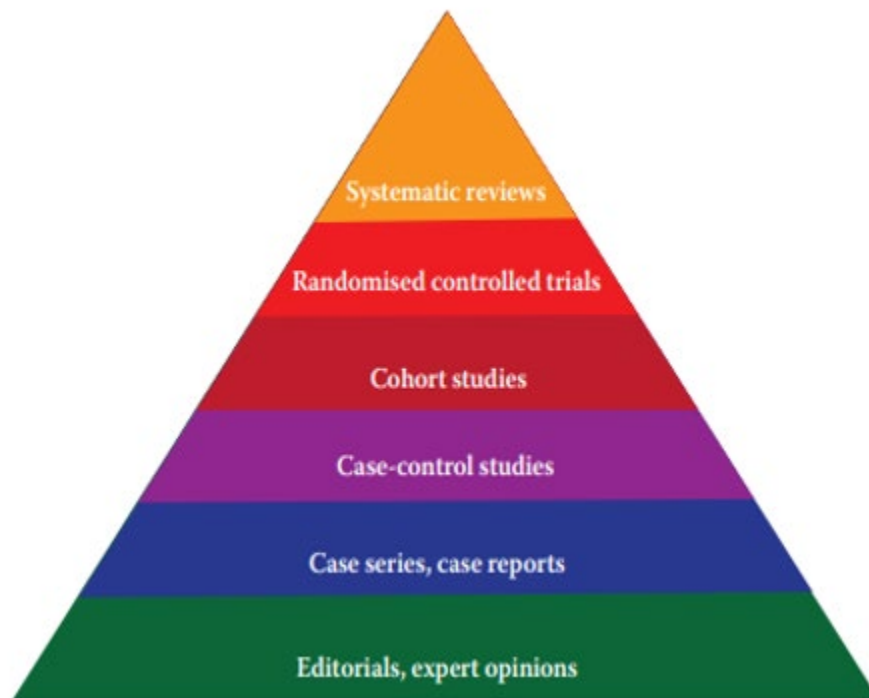 Systematic reviews
Randomised controlled trials
Cohort studies
Case-control studies
Case series, case reports
Editorials, expert opinions